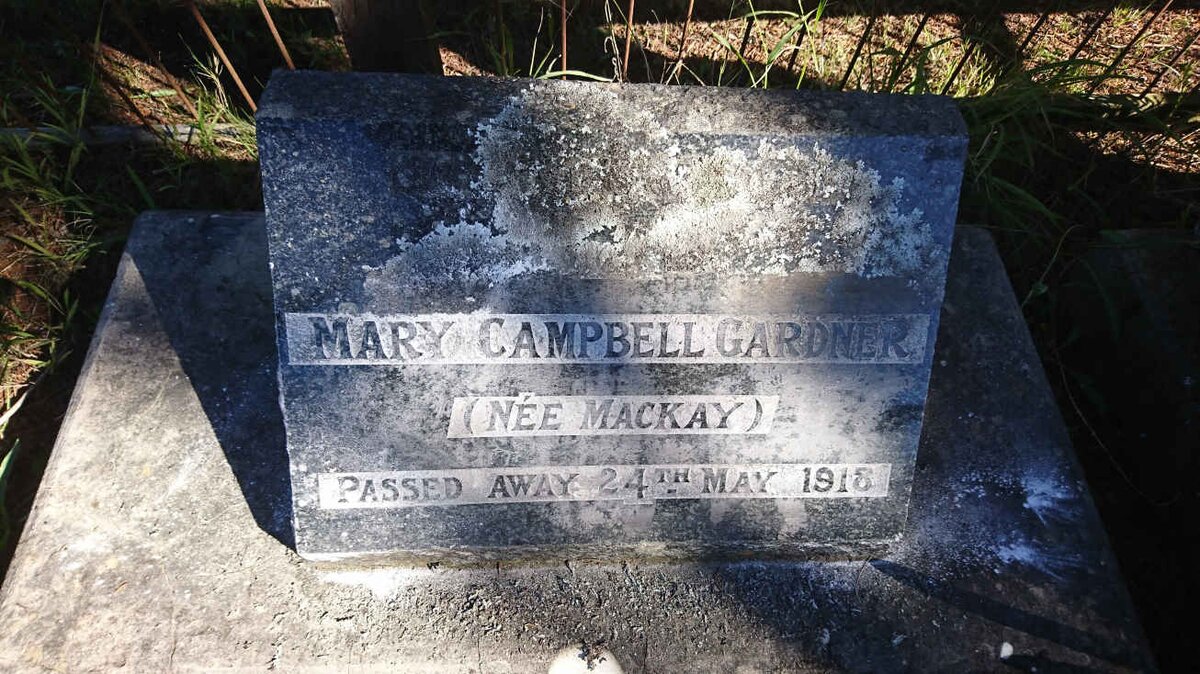 MARY CAMPBELL GARDNER
(NÉE MACKAY)
PASSED AWAY 24TH MAY 1918